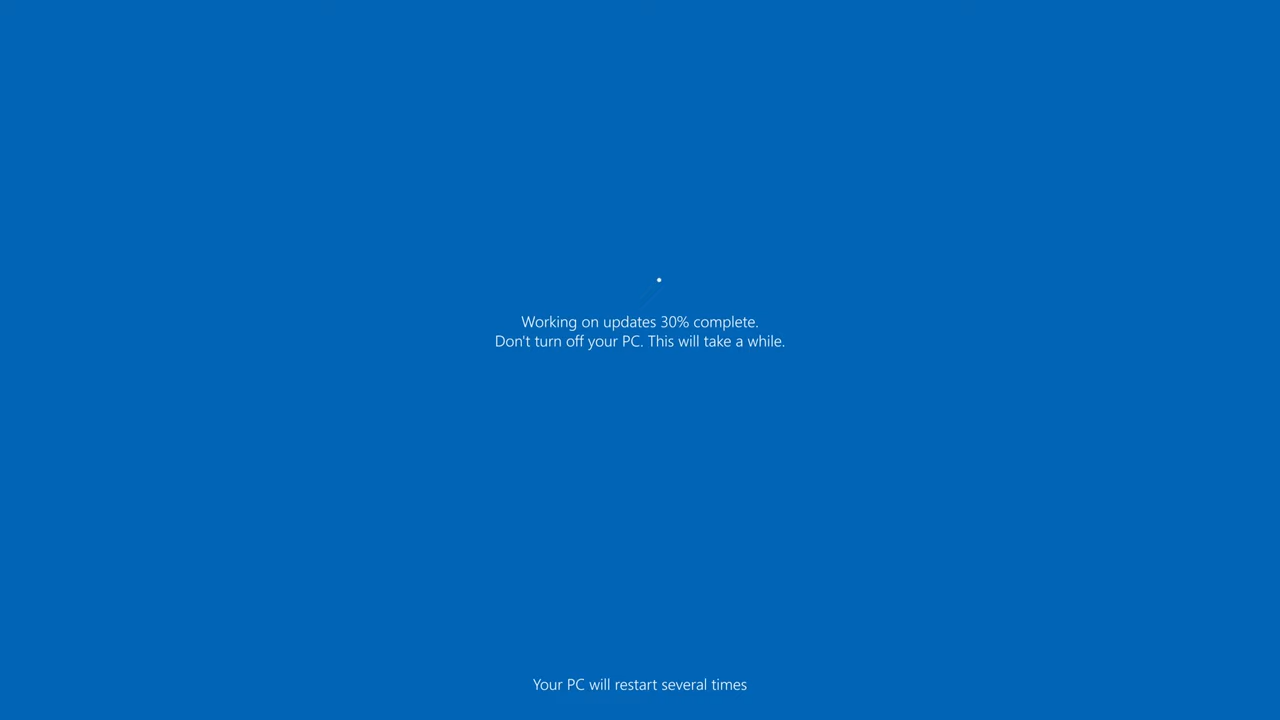 Working on updates 30% complete.
Don't turn off your PC. This will take a while.
Your PC will restart several times